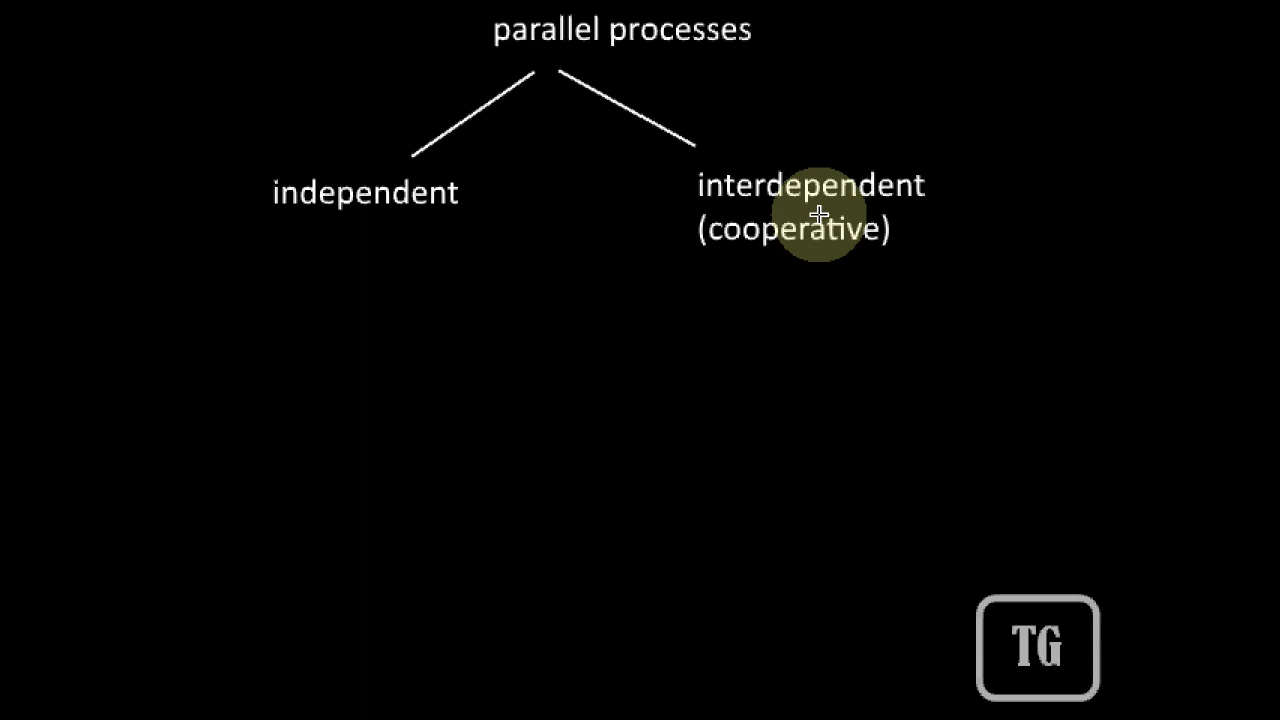 parallel processes
independent
interdependent
(cooperative)
TG